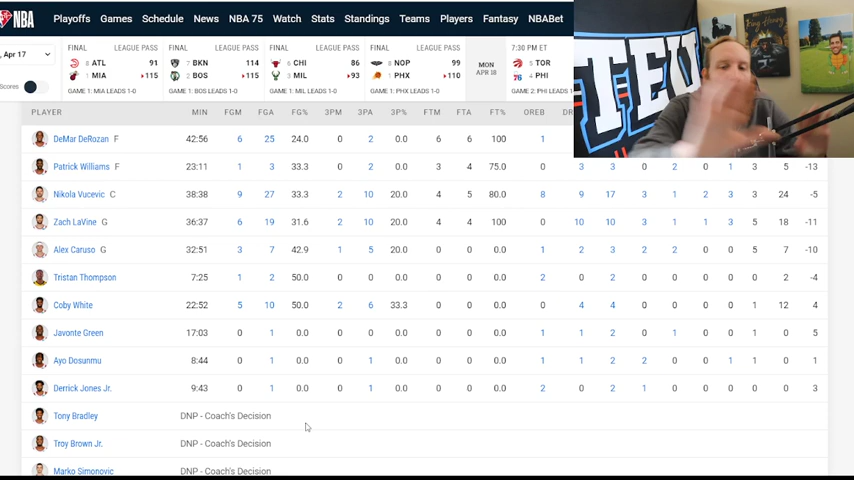 NBA Playoffs Games Schedule News NBA 75 Watch Stats Standings Teams Players Fantasy NBABet
, Apr 17 FINAL LEAGUE PASS FINAL LEAGUE PASS FINAL LEAGUE PASS FINAL LEAGUE PASS 7:30 PM ET
8 ATL 91 7 BKN 114 6 CHI 86 8 NOP 99 MON 5 TOR
Scores 1 MIA 115 2 BOS 115 3 MIL 93 1 PHX 110 APR 18 4 PHI
GAME 1: MIA LEADS 1-0 GAME 1: BOS LEADS 1-0 GAME 1: MIL LEADS 1-0 GAME 1: PHX LEADS 1-0 GAME 2: PHI LEADS 1-0
TEU
PLAYER MIN FGM FGA FG% 3PM 3PA 3P% FTM FTA FT% OREB DR
DeMar DeRozan F 42:56 6 25 24.0 0 2 0.0 6 6 100 1
Patrick Williams F 23:11 1 3 33.3 0 2 0.0 3 4 75.0 0 3 3 0 2 0 1 3 5 -13
Nikola Vucevic C 38:38 9 27 33.3 2 10 20.0 4 5 80.0 8 9 17 3 1 2 3 3 24 -5
Zach LaVine G 36:37 6 19 31.6 2 10 20.0 4 4 100 0 10 10 3 1 1 3 5 18 -11
Alex Caruso G 32:51 3 7 42.9 1 5 20.0 0 0 0.0 1 2 3 2 2 0 0 5 7 -10
Tristan Thompson 7:25 1 2 50.0 0 0 0.0 0 0 0.0 2 0 2 0 0 0 0 0 2 -4
Coby White 22:52 5 10 50.0 2 6 33.3 0 0 0.0 0 4 4 0 0 0 0 1 12 4
Javonte Green 17:03 0 1 0.0 0 0 0.0 0 0 0.0 1 1 2 0 1 0 0 1 0 5
Ayo Dosunmu 8:44 0 1 0.0 0 1 0.0 0 0 0.0 1 1 2 2 0 0 1 1 0 1
Derrick Jones Jr. 9:43 0 1 0.0 0 1 0.0 0 0 0.0 2 0 2 1 0 0 0 0 0 3
Tony Bradley DNP - Coach's Decision
Troy Brown Jr. DNP - Coach's Decision
Marko Simonovic DNP - Coach's Decision